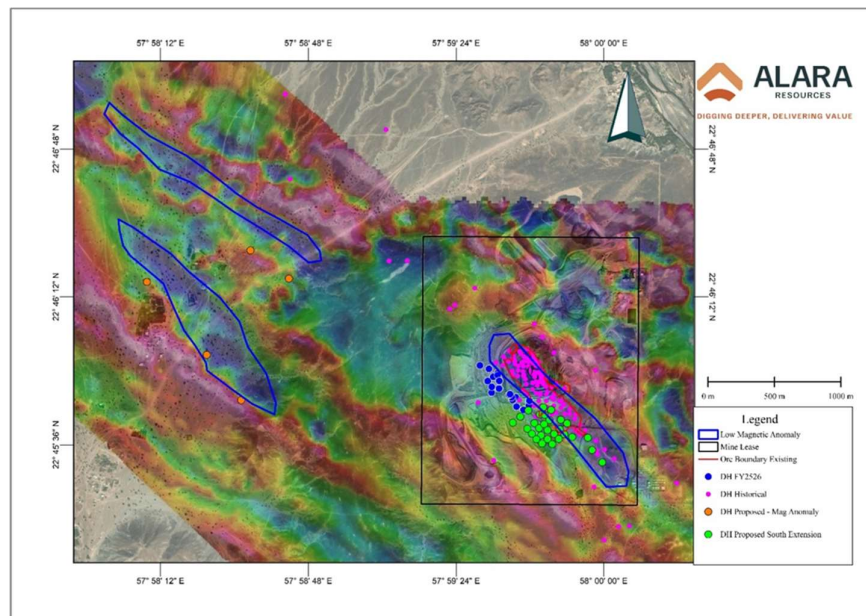 57° 58' 12" E
57° 58' 48" E
57° 59' 24" E
58° 00' 00" E
ALARA
RESOURCES
DIGGING DEEPER, DELIVERING VALUE
22° 46' 48" N
22° 46' 48" N
22° 46' 12" N
22° 46' 12" N
22° 45' 36" N
0 m 500 m 1000 m
Legend
Low Magnetic Anomaly
Mine Lease
Ore Boundary Existing
DH FY2526
DH Historical
DH Proposed - Mag Anomaly
DH Proposed South Extension
57° 58' 12" E
57° 58' 48" E
57° 59' 24" E
58° 00' 00" E